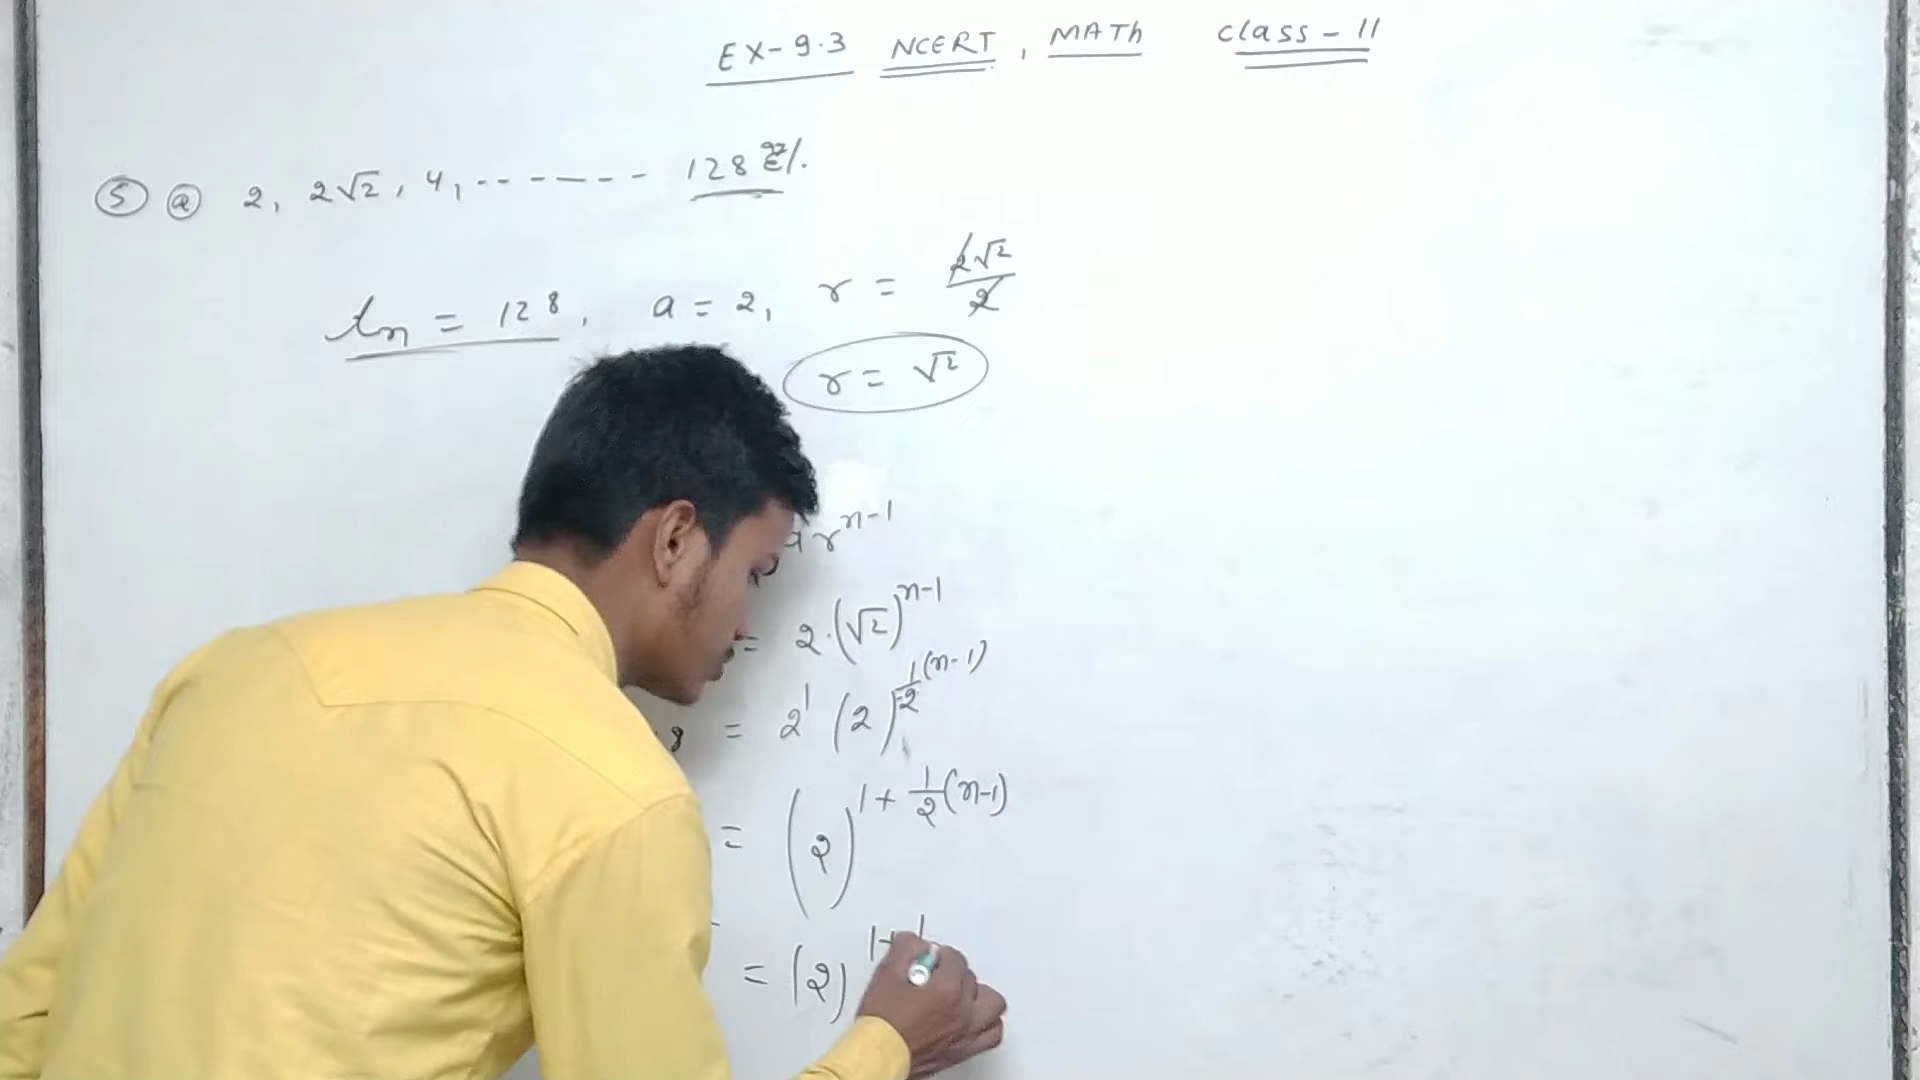 EX-9.3 NCERT, MATH class-11
⑤ ⓐ 2, 2√2, 4, ------- 128
tn = 128, a = 2, r = 2√2/2
r = √2
ar^(n-1)
= 2·(√2)^(n-1)
8 = 2^1 (2)^(1/2(n-1))
= (2)^(1+1/2(n-1))
= (2)^(1+1